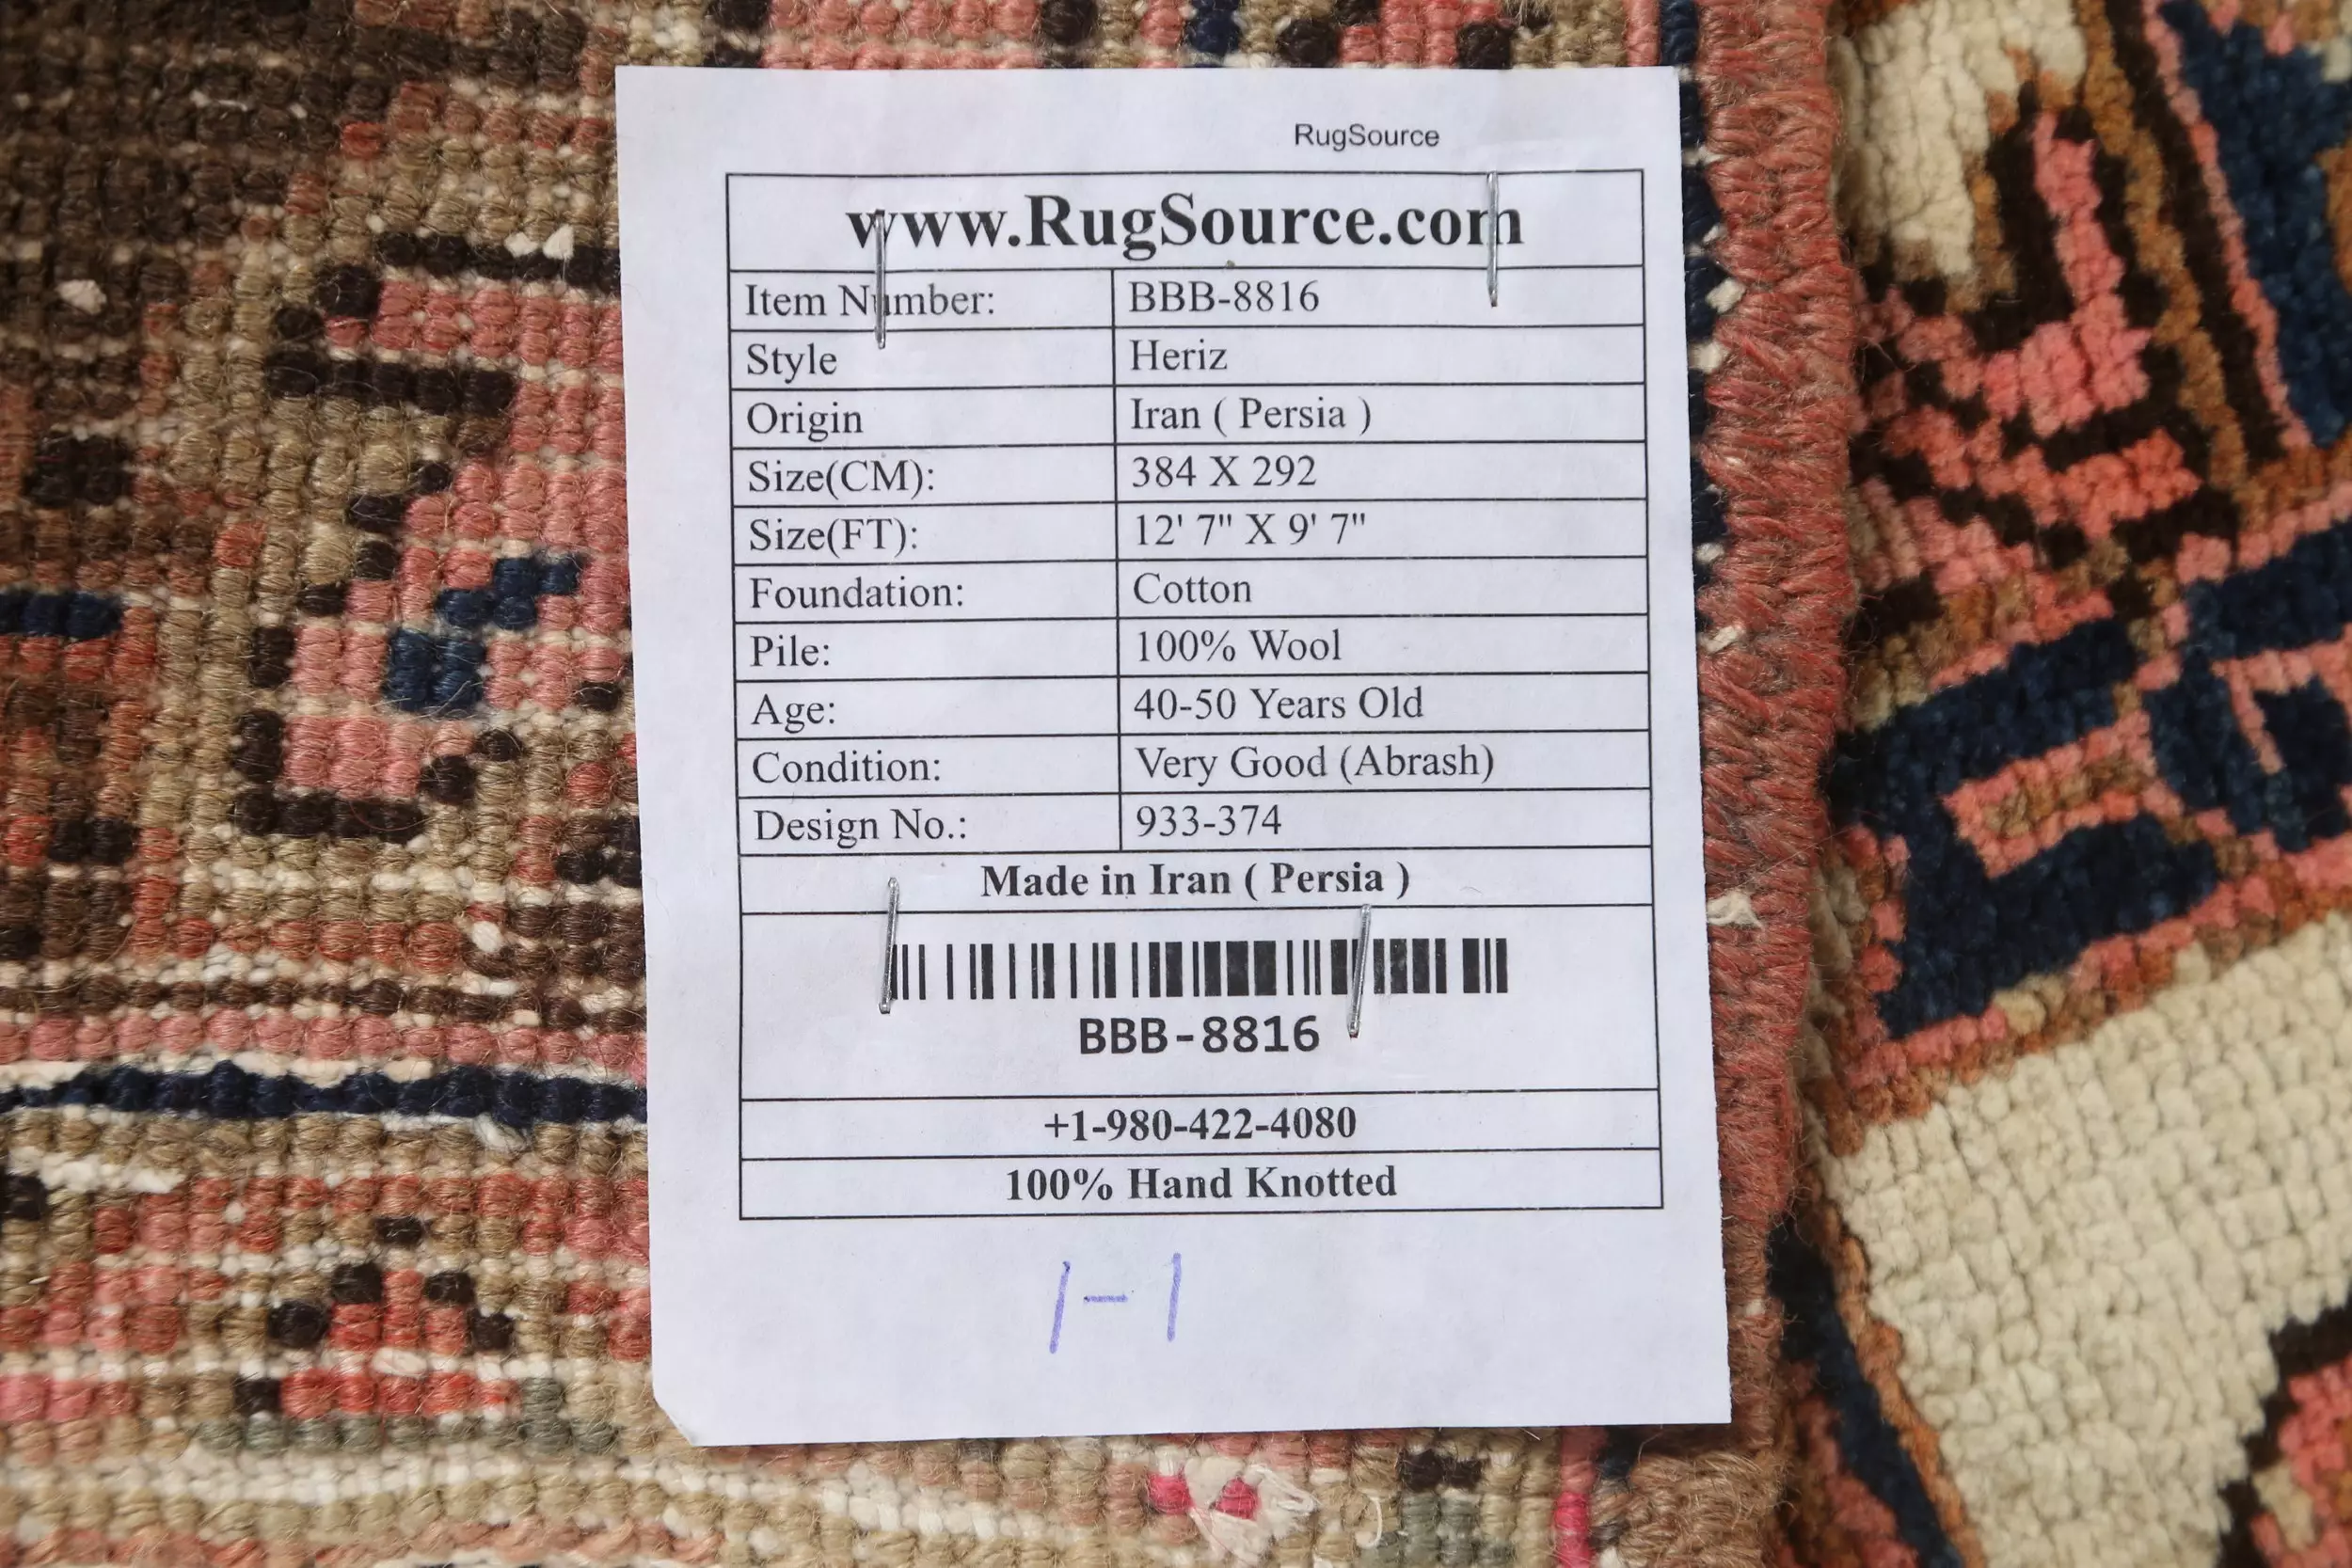 RugSource
www.RugSource.com
Item Number: BBB-8816
Style Heriz
Origin Iran ( Persia )
Size(CM): 384 X 292
Size(FT): 12' 7" X 9' 7"
Foundation: Cotton
Pile: 100% Wool
Age: 40-50 Years Old
Condition: Very Good (Abrash)
Design No.: 933-374
Made in Iran ( Persia )
BBB-8816
+1-980-422-4080
100% Hand Knotted
1-1